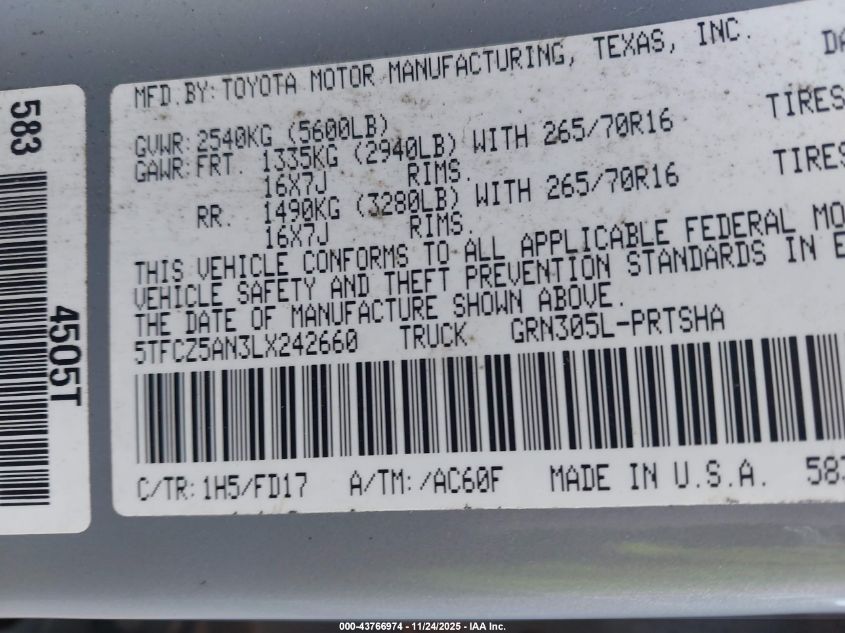 583
4505T
MFD.BY: TOYOTA MOTOR MANUFACTURING, TEXAS, INC.
GVWR: 2540KG (5600LB)
GAWR: FRT. 1335KG (2940LB) WITH 265/70R16 TIRES
16X7J RIMS.
RR. 1490KG (3280LB) WITH 265/70R16 TIRES
16X7J RIMS.
THIS VEHICLE CONFORMS TO ALL APPLICABLE FEDERAL MO
VEHICLE SAFETY AND THEFT PREVENTION STANDARDS IN E
THE DATE OF MANUFACTURE SHOWN ABOVE.
5TFCZ5AN3LX242660 TRUCK GRN305L-PRTSHA
C/TR: 1H5/FD17 A/TM: /AC60F MADE IN U.S.A. 583
000-43766974 - 11/24/2025 - IAA Inc.